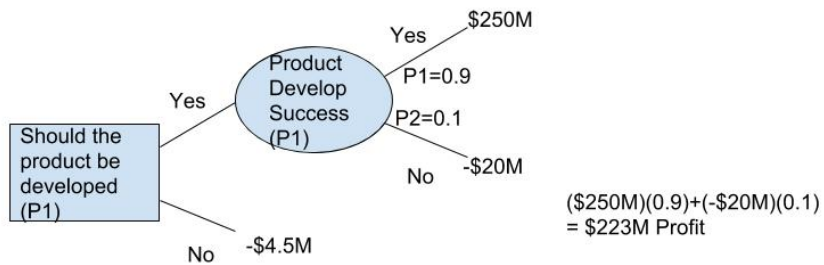 $250M
Yes
Product
Develop
Success
(P1)
P1=0.9
Yes
P2=0.1
Should the
product be
developed
(P1)
No
-$20M
($250M)(0.9)+(-$20M)(0.1)
= $223M Profit
No
-$4.5M